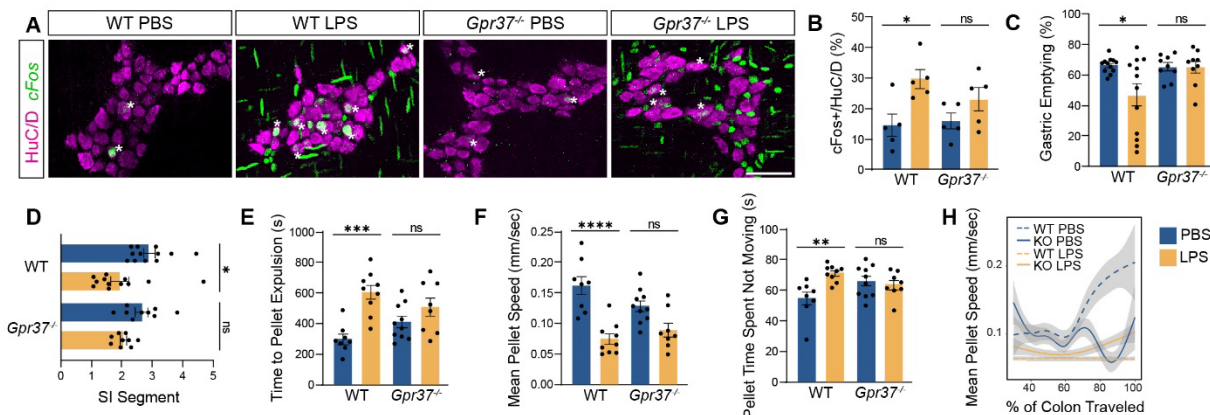 WT PBS WT LPS Gpr37-/- PBS Gpr37-/- LPS
A
HuC/D cFos
* * * * * * * * * * * * * * * *
B
cFos+/HuC/D (%)
50
40
30
20
10
0
* ns
WT Gpr37-/-
C
Gastric Emptying (%)
100
80
60
40
20
0
* ns
WT Gpr37-/-
D
WT
Gpr37-/-
*
ns
0 1 2 3 4 5
SI Segment
E
Time to Pellet Expulsion (s)
1000
800
600
400
200
0
*** ns
WT Gpr37-/-
F
Mean Pellet Speed (mm/sec)
0.25
0.20
0.15
0.10
0.05
0.00
**** ns
WT Gpr37-/-
G
Pellet Time Spent Not Moving (s)
100
80
60
40
20
0
** ns
WT Gpr37-/-
H
Mean Pellet Speed (mm/sec)
WT PBS
KO PBS
WT LPS
KO LPS
0.2
0.1
40 60 80 100
% of Colon Traveled
PBS
LPS